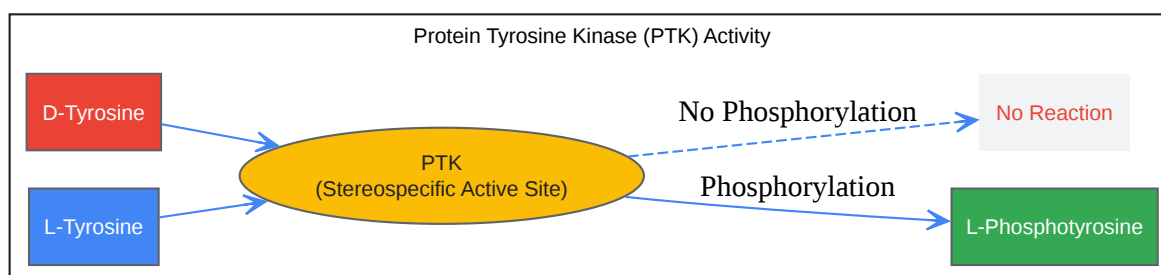 Protein Tyrosine Kinase (PTK) Activity
D-Tyrosine
No Phosphorylation
No Reaction
PTK
(Stereospecific Active Site)
L-Tyrosine
Phosphorylation
L-Phosphotyrosine